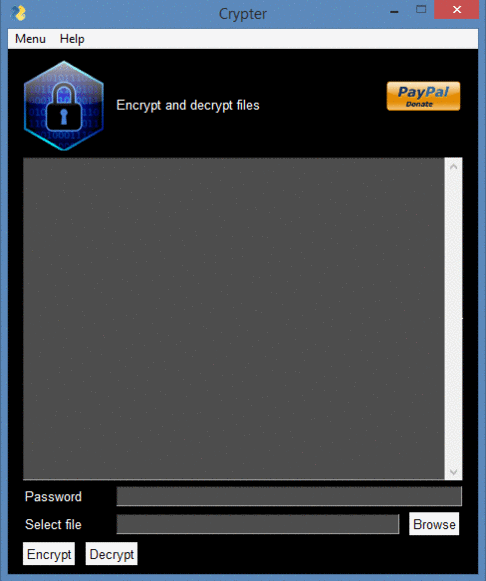 Crypter
Menu Help
Encrypt and decrypt files
PayPal
Donate
Password
Select file
Browse
Encrypt Decrypt